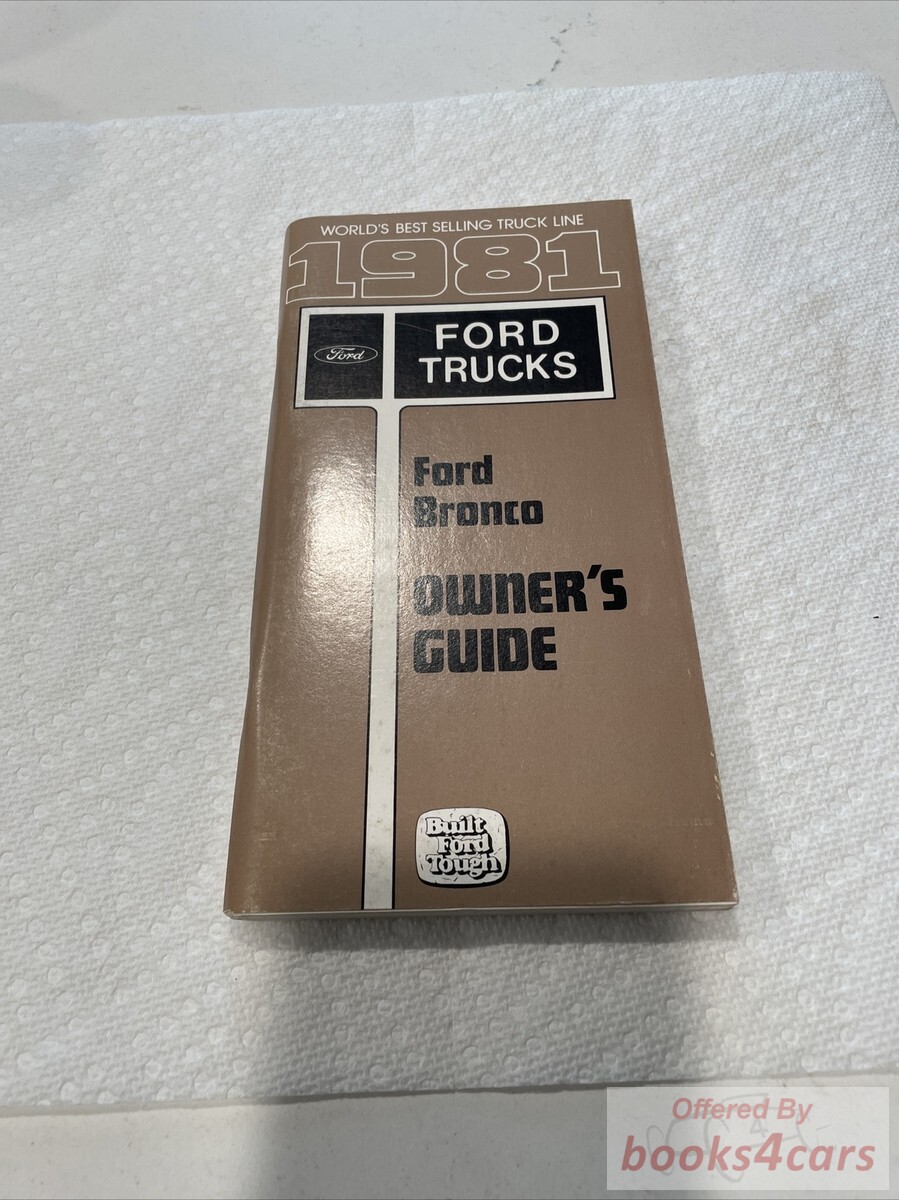 WORLD'S BEST SELLING TRUCK LINE
1981
Ford
FORD
TRUCKS
Ford
Bronco
OWNER'S
GUIDE
Built
Ford
Tough
Offered By
books4cars